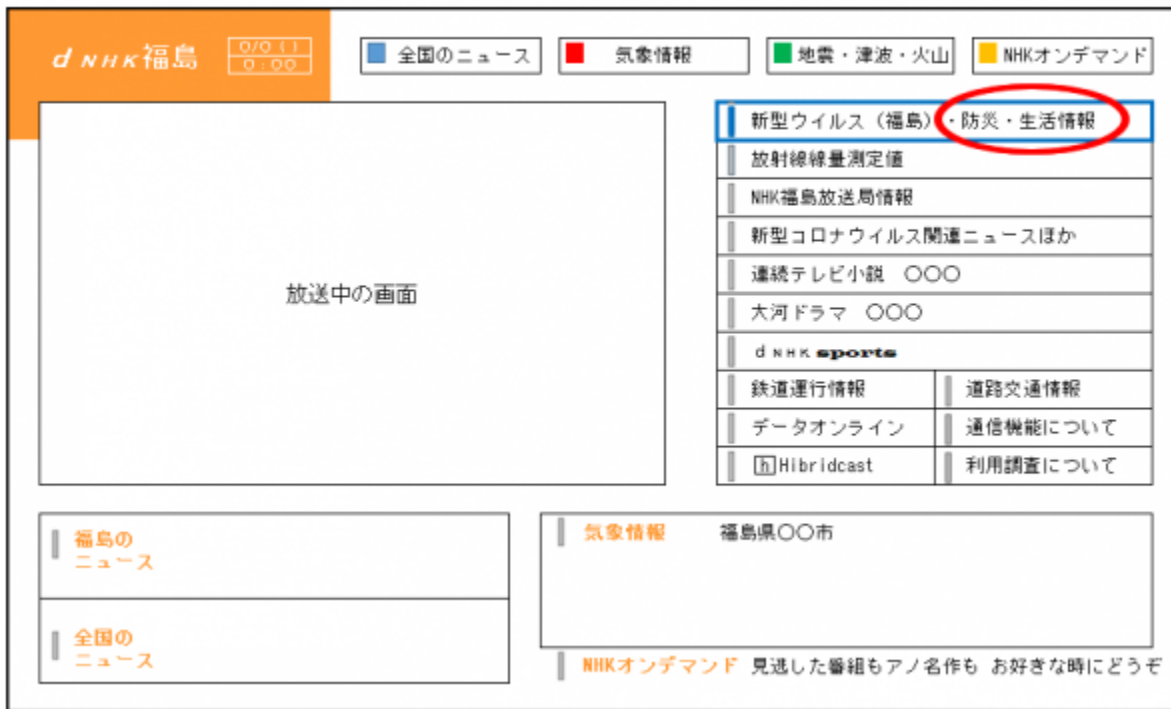 d NHK福島
0/0 ( )
0:00
全国のニュース
気象情報
地震・津波・火山
NHKオンデマンド
放送中の画面
新型ウイルス（福島）・防災・生活情報
放射線線量測定値
NHK福島放送局情報
新型コロナウイルス関連ニュースほか
連続テレビ小説　〇〇〇
大河ドラマ　〇〇〇
d NHK sports
鉄道運行情報
道路交通情報
データオンライン
通信機能について
hHibridcast
利用調査について
福島の
ニュース
全国の
ニュース
気象情報　福島県〇〇市
NHKオンデマンド 見逃した番組もアノ名作も お好きな時にどうぞ